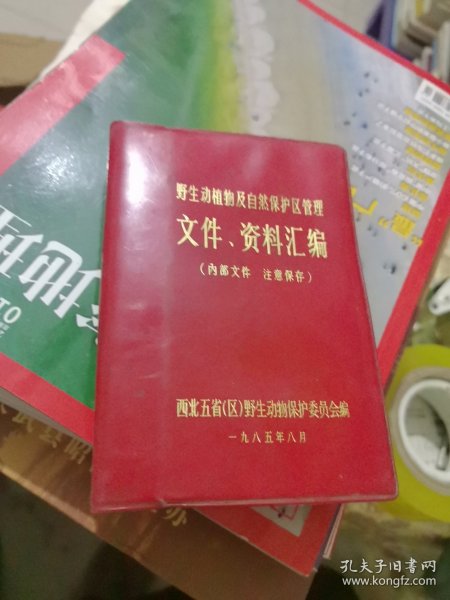 野生动植物及自然保护区管理
文件、资料汇编
（内部文件 注意保存）
西北五省(区)野生动物保护委员会编
一九八五年八月
孔夫子旧书网
www.kongfz.com